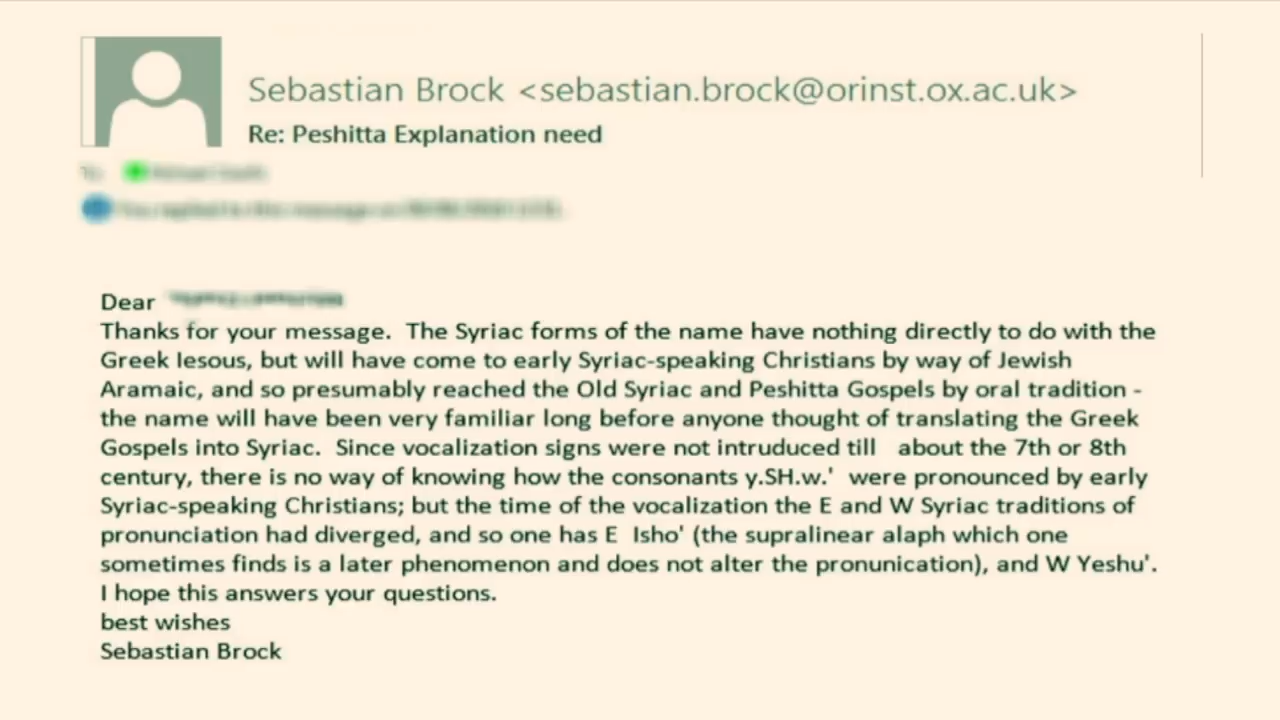 Sebastian Brock <sebastian.brock@orinst.ox.ac.uk>
Re: Peshitta Explanation need
Dear
Thanks for your message.  The Syriac forms of the name have nothing directly to do with the
Greek Iesous, but will have come to early Syriac-speaking Christians by way of Jewish
Aramaic, and so presumably reached the Old Syriac and Peshitta Gospels by oral tradition -
the name will have been very familiar long before anyone thought of translating the Greek
Gospels into Syriac.  Since vocalization signs were not intruduced till   about the 7th or 8th
century, there is no way of knowing how the consonants y.SH.w.'  were pronounced by early
Syriac-speaking Christians; but the time of the vocalization the E and W Syriac traditions of
pronunciation had diverged, and so one has E  Isho' (the supralinear alaph which one
sometimes finds is a later phenomenon and does not alter the pronunication), and W Yeshu'.
I hope this answers your questions.
best wishes
Sebastian Brock